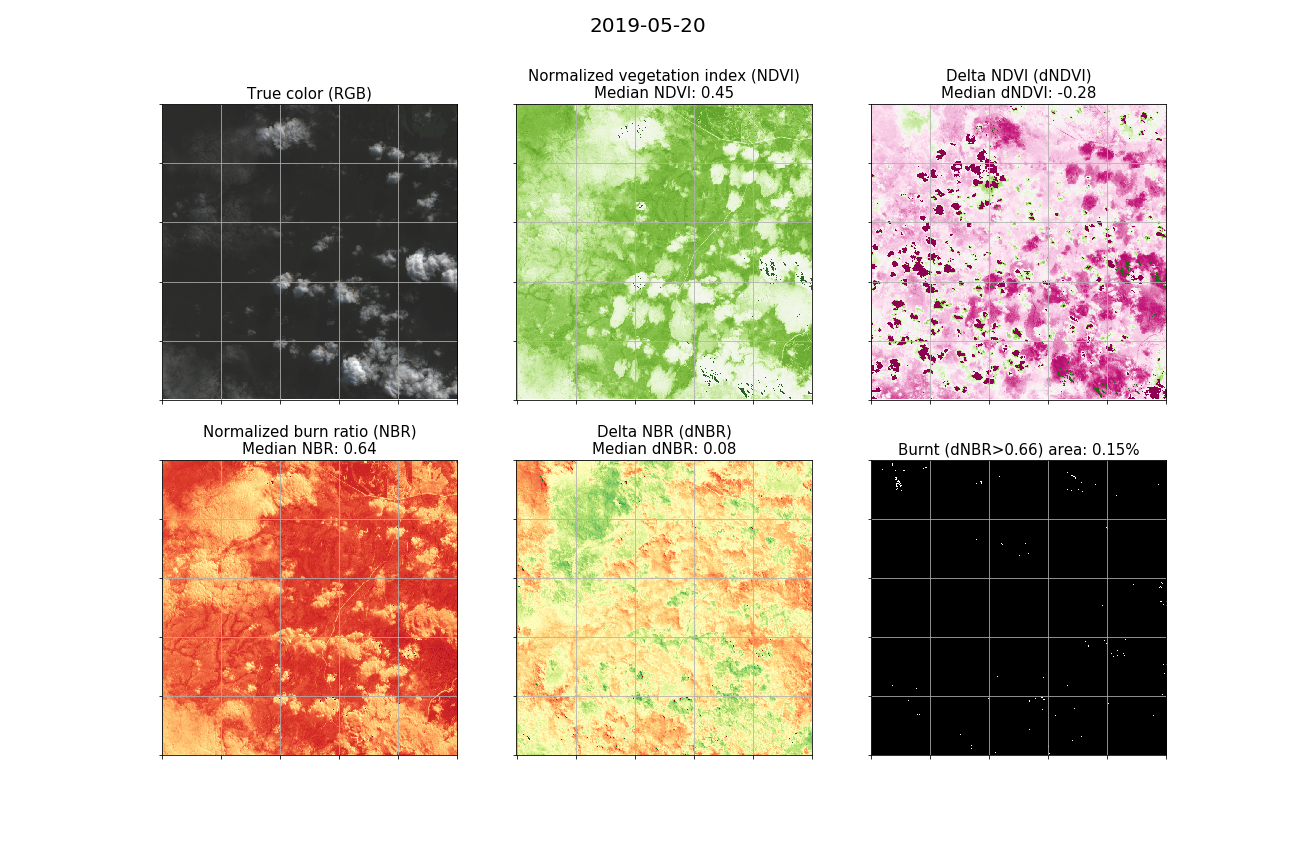 2019-05-20
True color (RGB)
Normalized vegetation index (NDVI)
Median NDVI: 0.45
Delta NDVI (dNDVI)
Median dNDVI: -0.28
Normalized burn ratio (NBR)
Median NBR: 0.64
Delta NBR (dNBR)
Median dNBR: 0.08
Burnt (dNBR>0.66) area: 0.15%